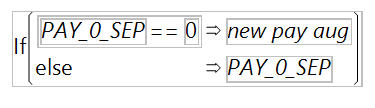 If
PAY_0_SEP == 0 ⇒ new pay aug
else ⇒ PAY_0_SEP